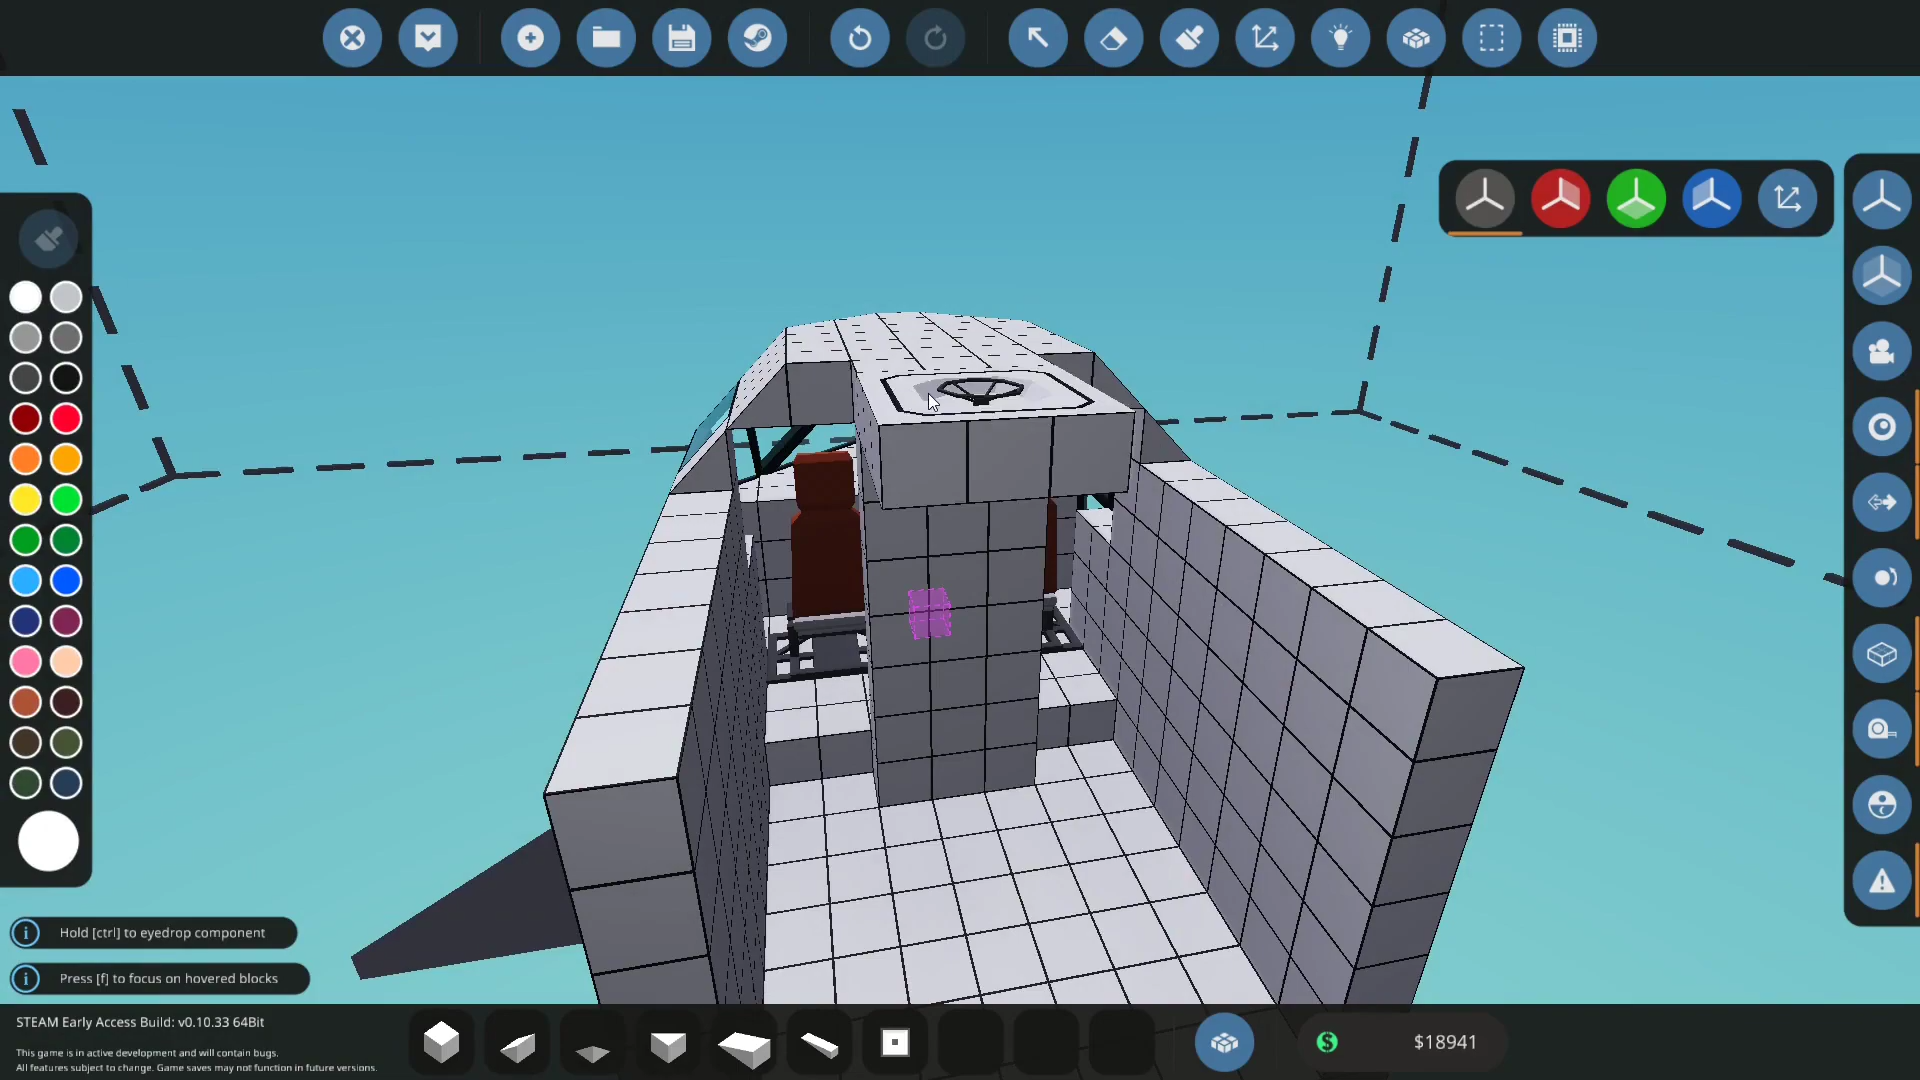 Hold [ctrl] to eyedrop component
Press [f] to focus on hovered blocks
STEAM Early Access Build: v0.10.33 64Bit
This game is in active development and will contain bugs.
All features subject to change. Game saves may not function in future versions.
$
$18941